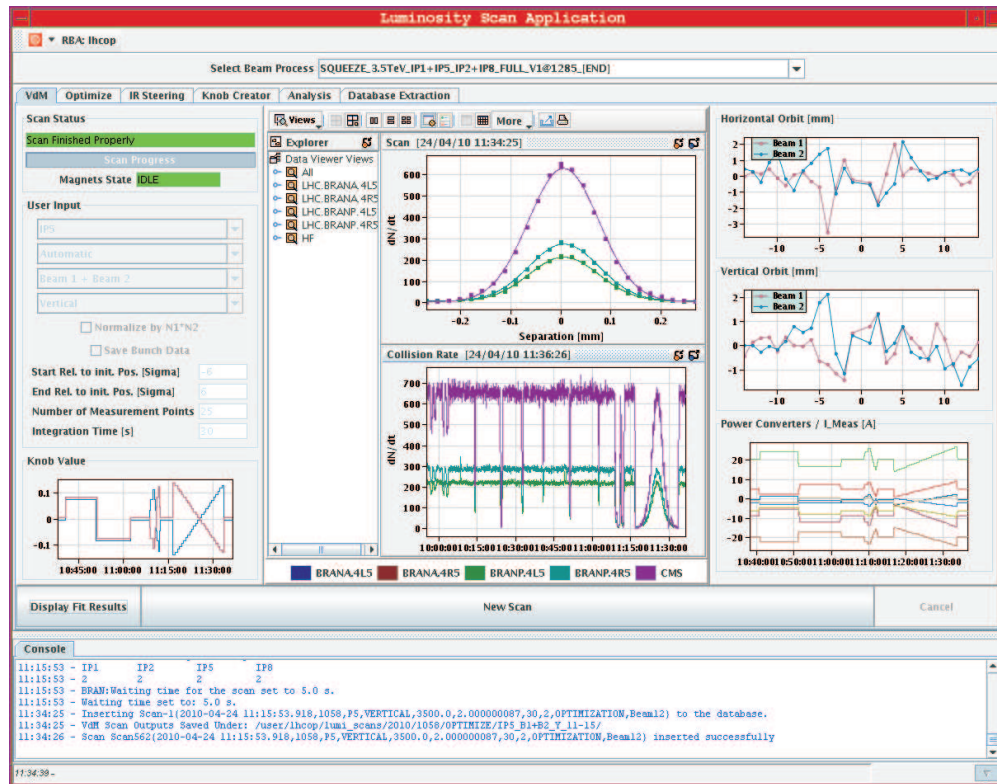 Luminosity Scan Application
RBA: lhcop
Select Beam Process SQUEEZE_3.5TeV_IP1+IP5_IP2+IP8_FULL_V1@1285_[END]
VdM Optimize IR Steering Knob Creator Analysis Database Extraction
Scan Status
Scan Finished Properly
Scan Progress
Magnets State IDLE
User Input
IP5
Automatic
Beam 1 + Beam 2
Vertical
Normalize by N1*N2
Save Bunch Data
Start Rel. to init. Pos. [Sigma] -6
End Rel. to init. Pos. [Sigma] 6
Number of Measurement Points 25
Integration Time [s] 30
Knob Value
0.1
0
-0.1
10:45:00 11:00:00 11:15:00 11:30:00
Views More
Explorer
Data Viewer Views
All
LHC.BRANA.4L5
LHC.BRANA.4R5
LHC.BRANP.4L5
LHC.BRANP.4R5
HF
Scan [24/04/10 11:34:25]
dN/dt
600
500
400
300
200
100
0
-0.2 -0.1 0 0.1 0.2
Separation [mm]
Collision Rate [24/04/10 11:36:26]
dN/dt
700
600
500
400
300
200
100
0
10:00:00 10:15:00 10:30:00 10:45:00 11:00:00 11:15:00 11:30:00
BRANA.4L5 BRANA.4R5 BRANP.4L5 BRANP.4R5 CMS
Horizontal Orbit [mm]
Beam 1
Beam 2
2
1
0
-1
-2
-3
-10 -5 0 5 10
Vertical Orbit [mm]
Beam 1
Beam 2
2
1
0
-1
-10 -5 0 5 10
Power Converters / I_Meas [A]
20
10
0
-10
-20
10:40:00 10:50:00 11:00:00 11:10:00 11:20:00 11:30:00
Display Fit Results New Scan Cancel
Console
11:15:53 - IP1 IP2 IP5 IP8
11:15:53 - 2 2 2 2
11:15:53 - BRAN:Waiting time for the scan set to 5.0 s.
11:15:53 - Waiting time set to: 5.0 s.
11:34:25 - Inserting Scan-1(2010-04-24 11:15:53.918,1058,P5,VERTICAL,3500.0,2.000000087,30,2,OPTIMIZATION,Beam12) to the database.
11:34:25 - VdM Scan Outputs Saved Under: /user/lhcop/lumi_scans/2010/1058/OPTIMIZE/IP5_B1+B2_Y_11-15/
11:34:26 - Scan Scan562(2010-04-24 11:15:53.918,1058,P5,VERTICAL,3500.0,2.000000087,30,2,OPTIMIZATION,Beam12) inserted successfully
11:34:39 -